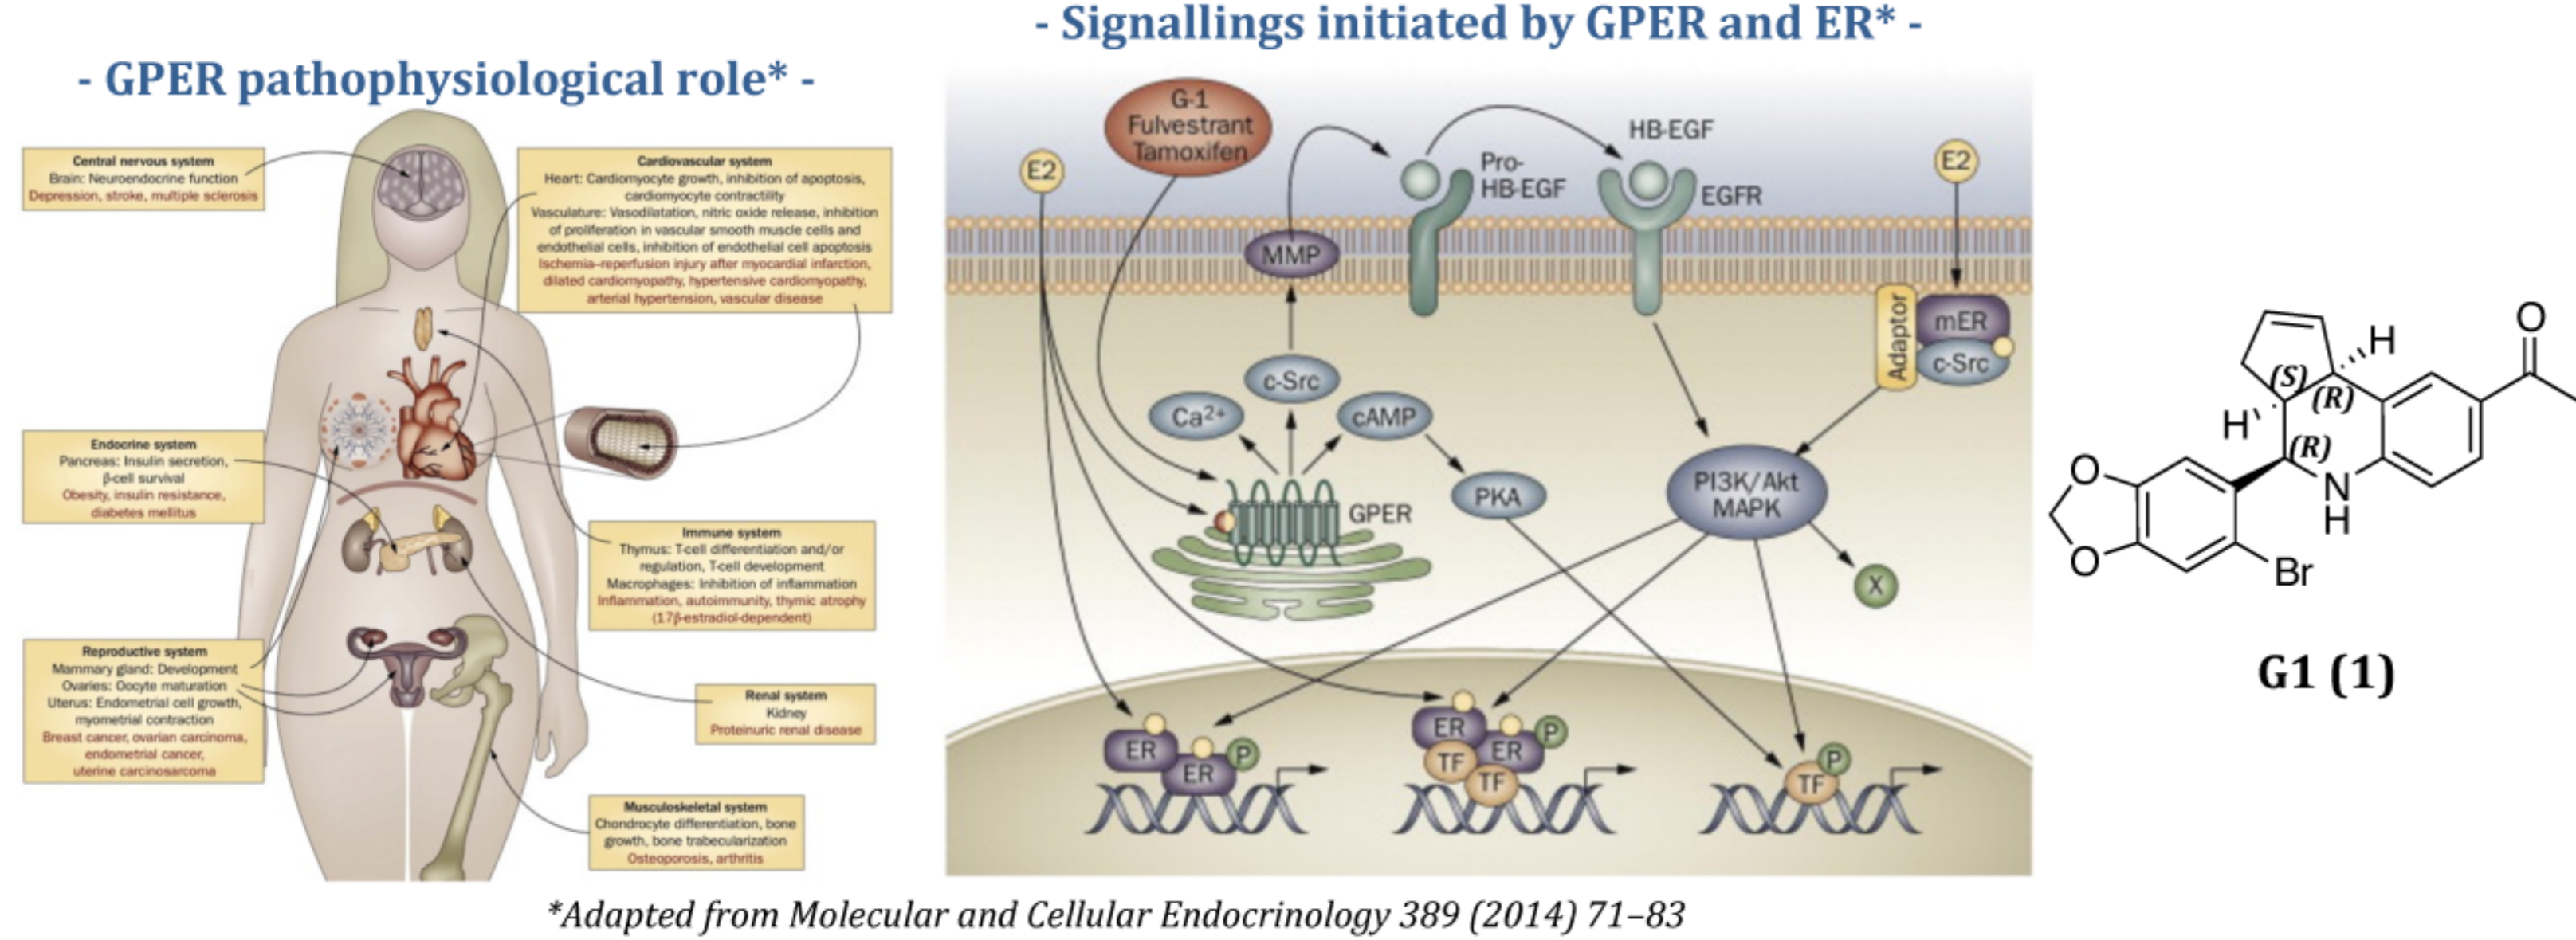 - GPER pathophysiological role* -
Central nervous system
Brain: Neuroendocrine function
Depression, stroke, multiple sclerosis
Cardiovascular system
Heart: Cardiomyocyte growth, inhibition of apoptosis,
cardiomyocyte contractility
Vasculature: Vasodilatation, nitric oxide release, inhibition
of proliferation in vascular smooth muscle cells and
endothelial cells, inhibition of endothelial cell apoptosis
Ischemia–reperfusion injury after myocardial infarction,
dilated cardiomyopathy, hypertensive cardiomyopathy,
arterial hypertension, vascular disease
Endocrine system
Pancreas: Insulin secretion,
β-cell survival
Obesity, insulin resistance,
diabetes mellitus
Immune system
Thymus: T-cell differentiation and/or
regulation, T-cell development
Macrophages: Inhibition of inflammation
Inflammation, autoimmunity, thymic atrophy
(17β-estradiol-dependent)
Reproductive system
Mammary gland: Development
Ovaries: Oocyte maturation
Uterus: Endometrial cell growth,
myometrial contraction
Breast cancer, ovarian carcinoma,
endometrial cancer,
uterine carcinosarcoma
Renal system
Kidney
Proteinuric renal disease
Musculoskeletal system
Chondrocyte differentiation, bone
growth, bone trabecularization
Osteoporosis, arthritis
- Signallings initiated by GPER and ER* -
G-1
Fulvestrant
Tamoxifen
E2
Pro-
HB-EGF
HB-EGF
EGFR
E2
MMP
Adaptor
mER
c-Src
c-Src
Ca2+
cAMP
GPER
PKA
PI3K/Akt
MAPK
X
ER
ER
P
ER
ER
P
TF
TF
P
TF
O
H
(S)
(R)
H
(R)
N
H
O
O
Br
G1 (1)
*Adapted from Molecular and Cellular Endocrinology 389 (2014) 71–83